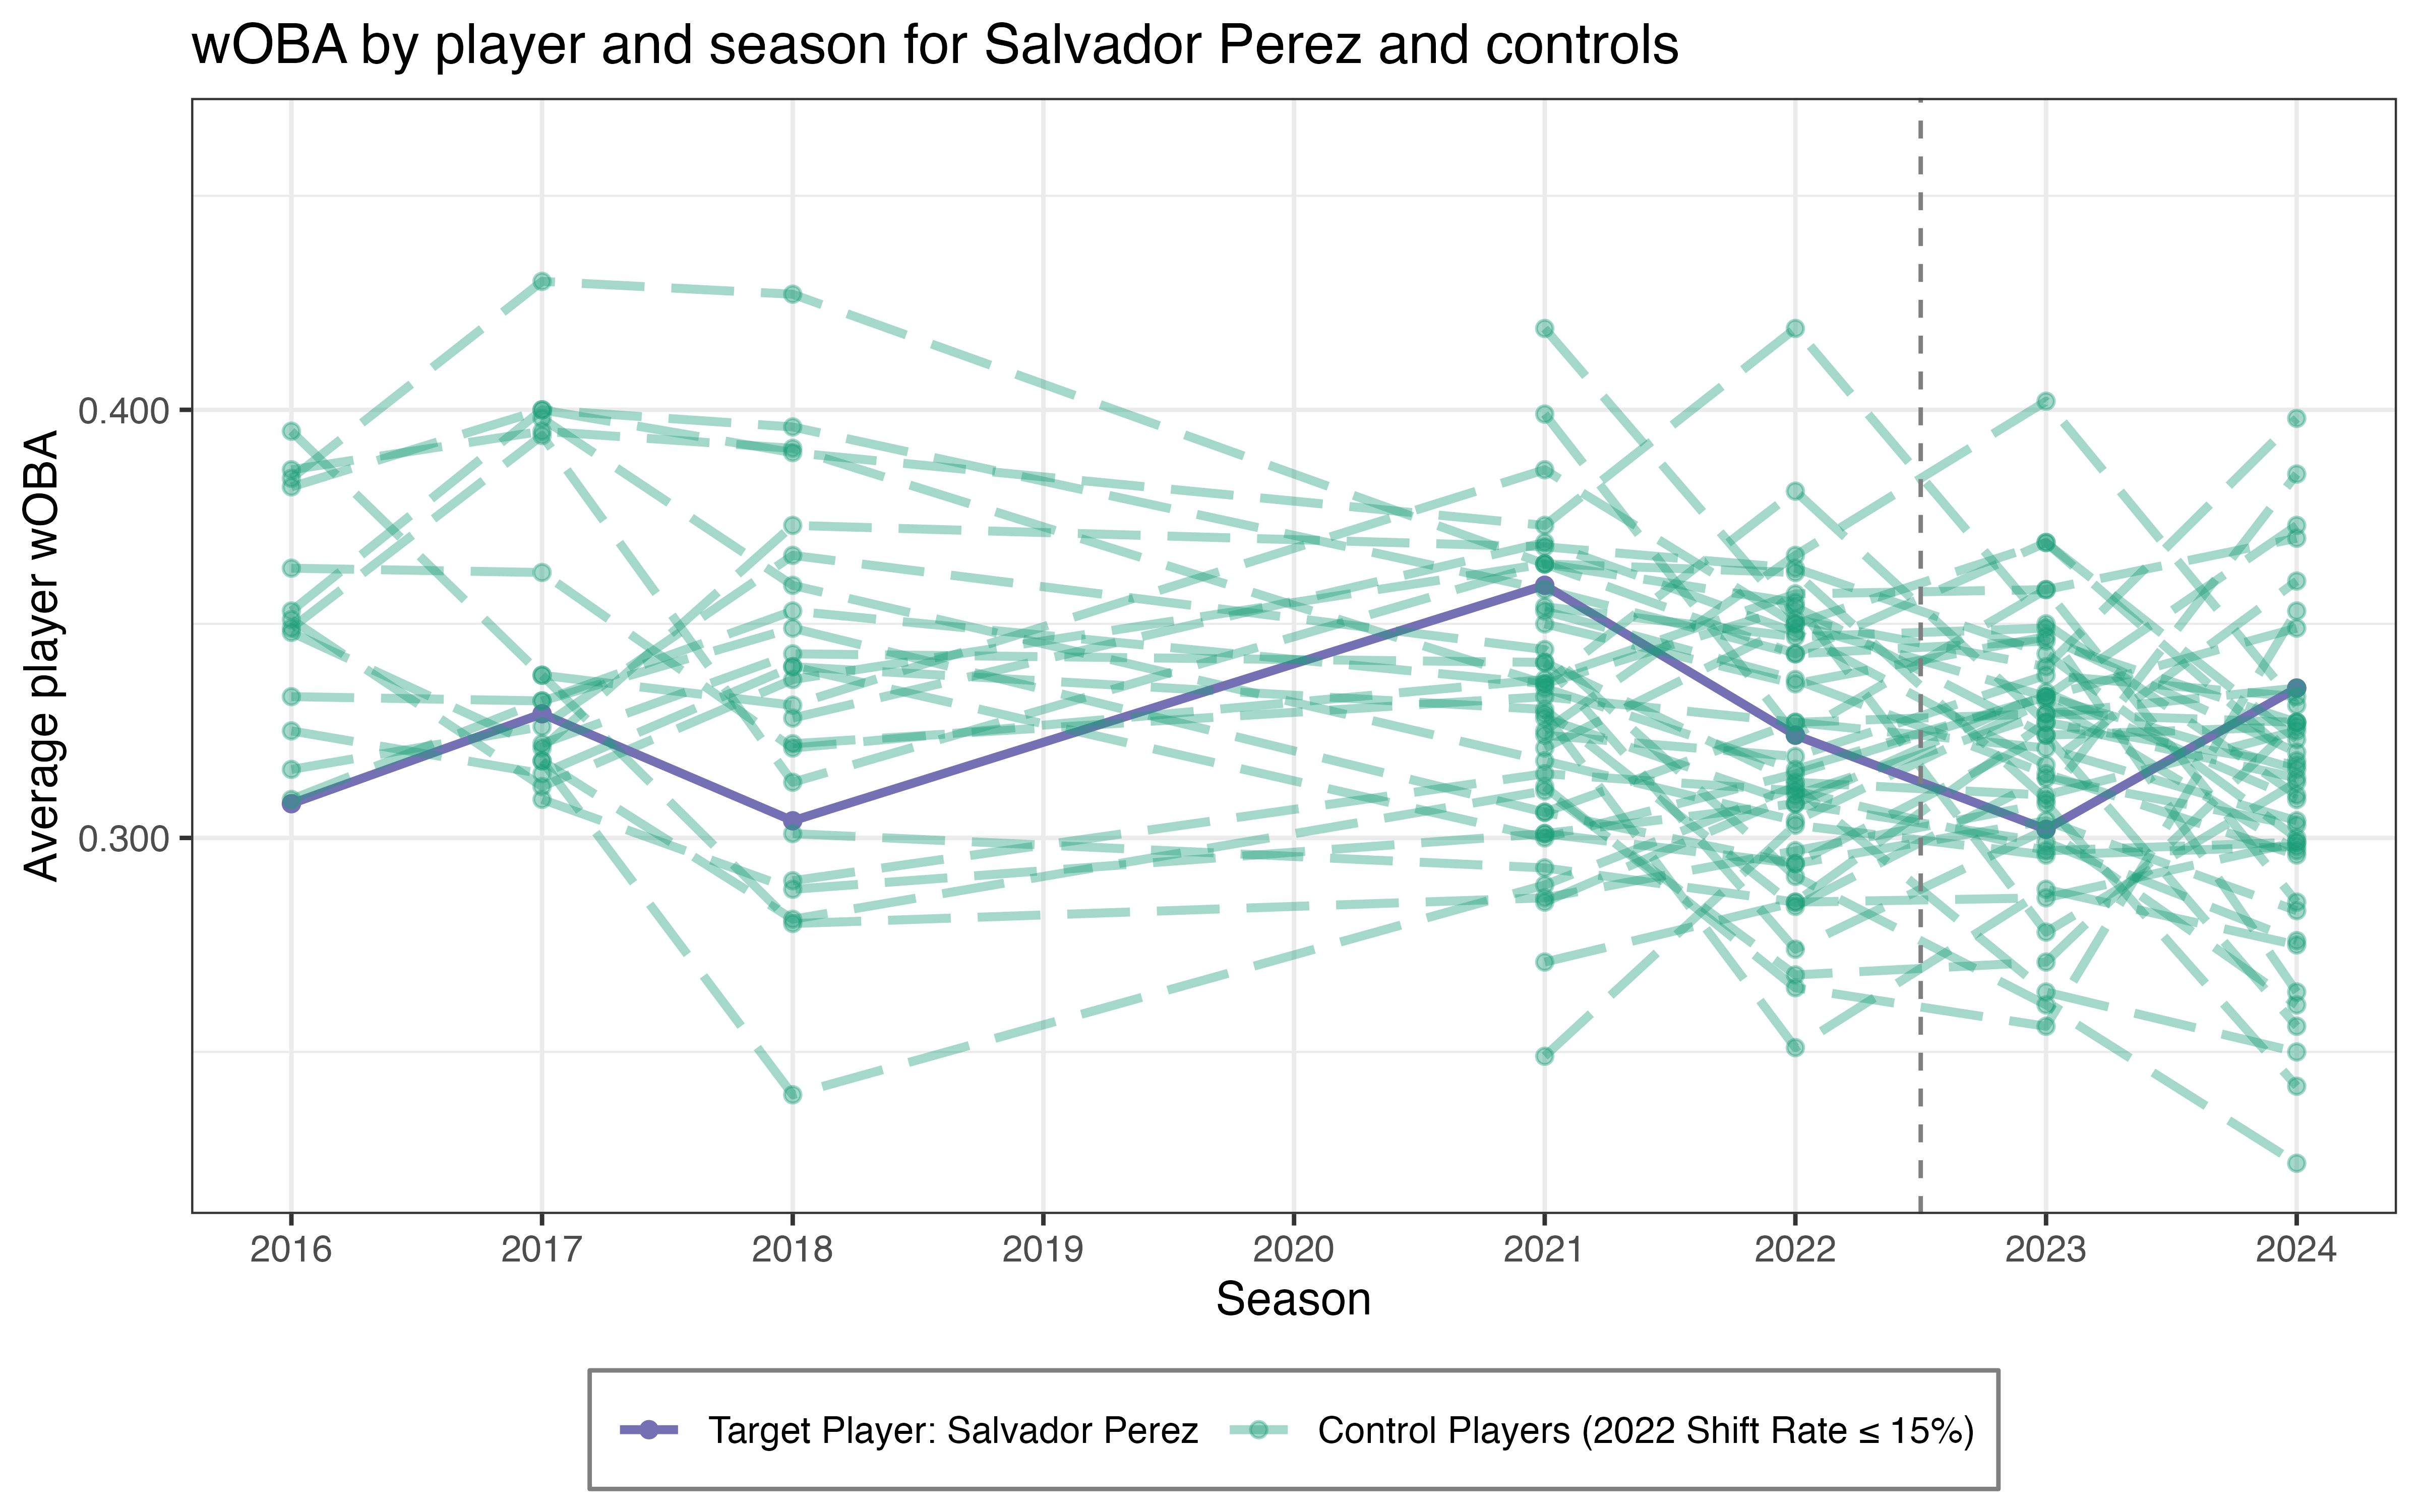 wOBA by player and season for Salvador Perez and controls
Average player wOBA
0.400
0.300
2016 2017 2018 2019 2020 2021 2022 2023 2024
Season
Target Player: Salvador Perez Control Players (2022 Shift Rate ≤ 15%)